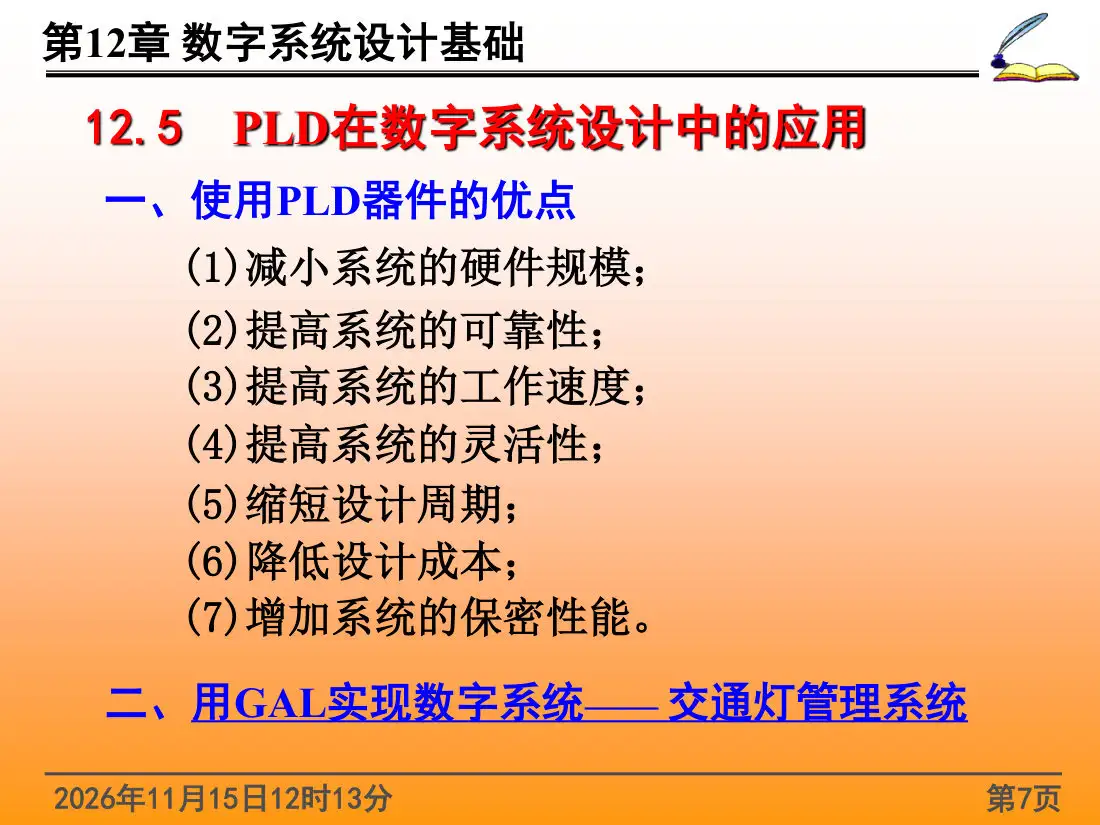 第12章 数字系统设计基础
12.5 PLD在数字系统设计中的应用
一、使用PLD器件的优点
(1)减小系统的硬件规模；
(2)提高系统的可靠性；
(3)提高系统的工作速度；
(4)提高系统的灵活性；
(5)缩短设计周期；
(6)降低设计成本；
(7)增加系统的保密性能。
二、用GAL实现数字系统—— 交通灯管理系统
2026年11月15日12时13分
第7页